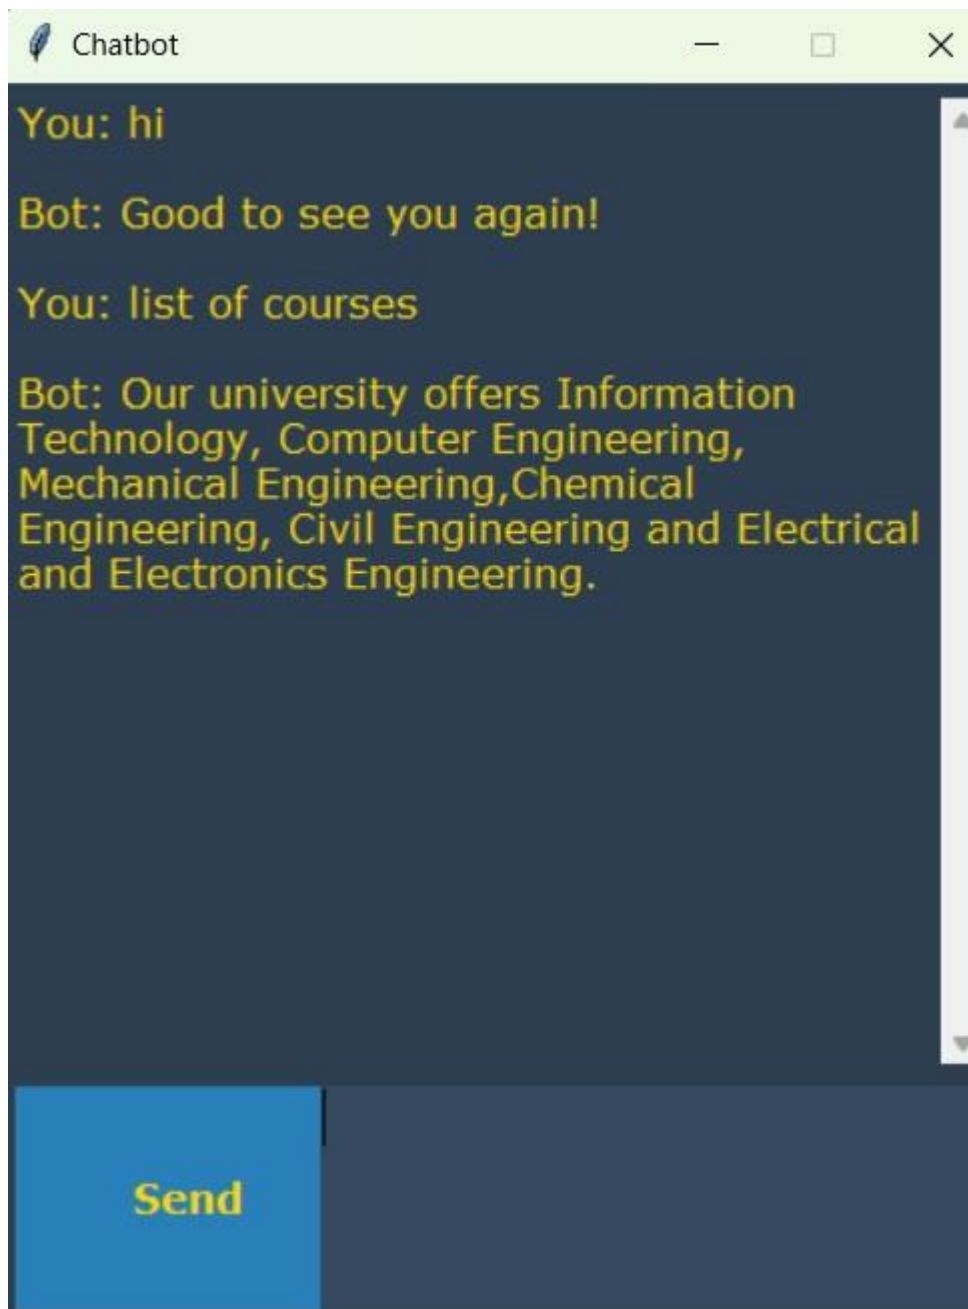 Chatbot
You: hi
Bot: Good to see you again!
You: list of courses
Bot: Our university offers Information
Technology, Computer Engineering,
Mechanical Engineering,Chemical
Engineering, Civil Engineering and Electrical
and Electronics Engineering.
Send